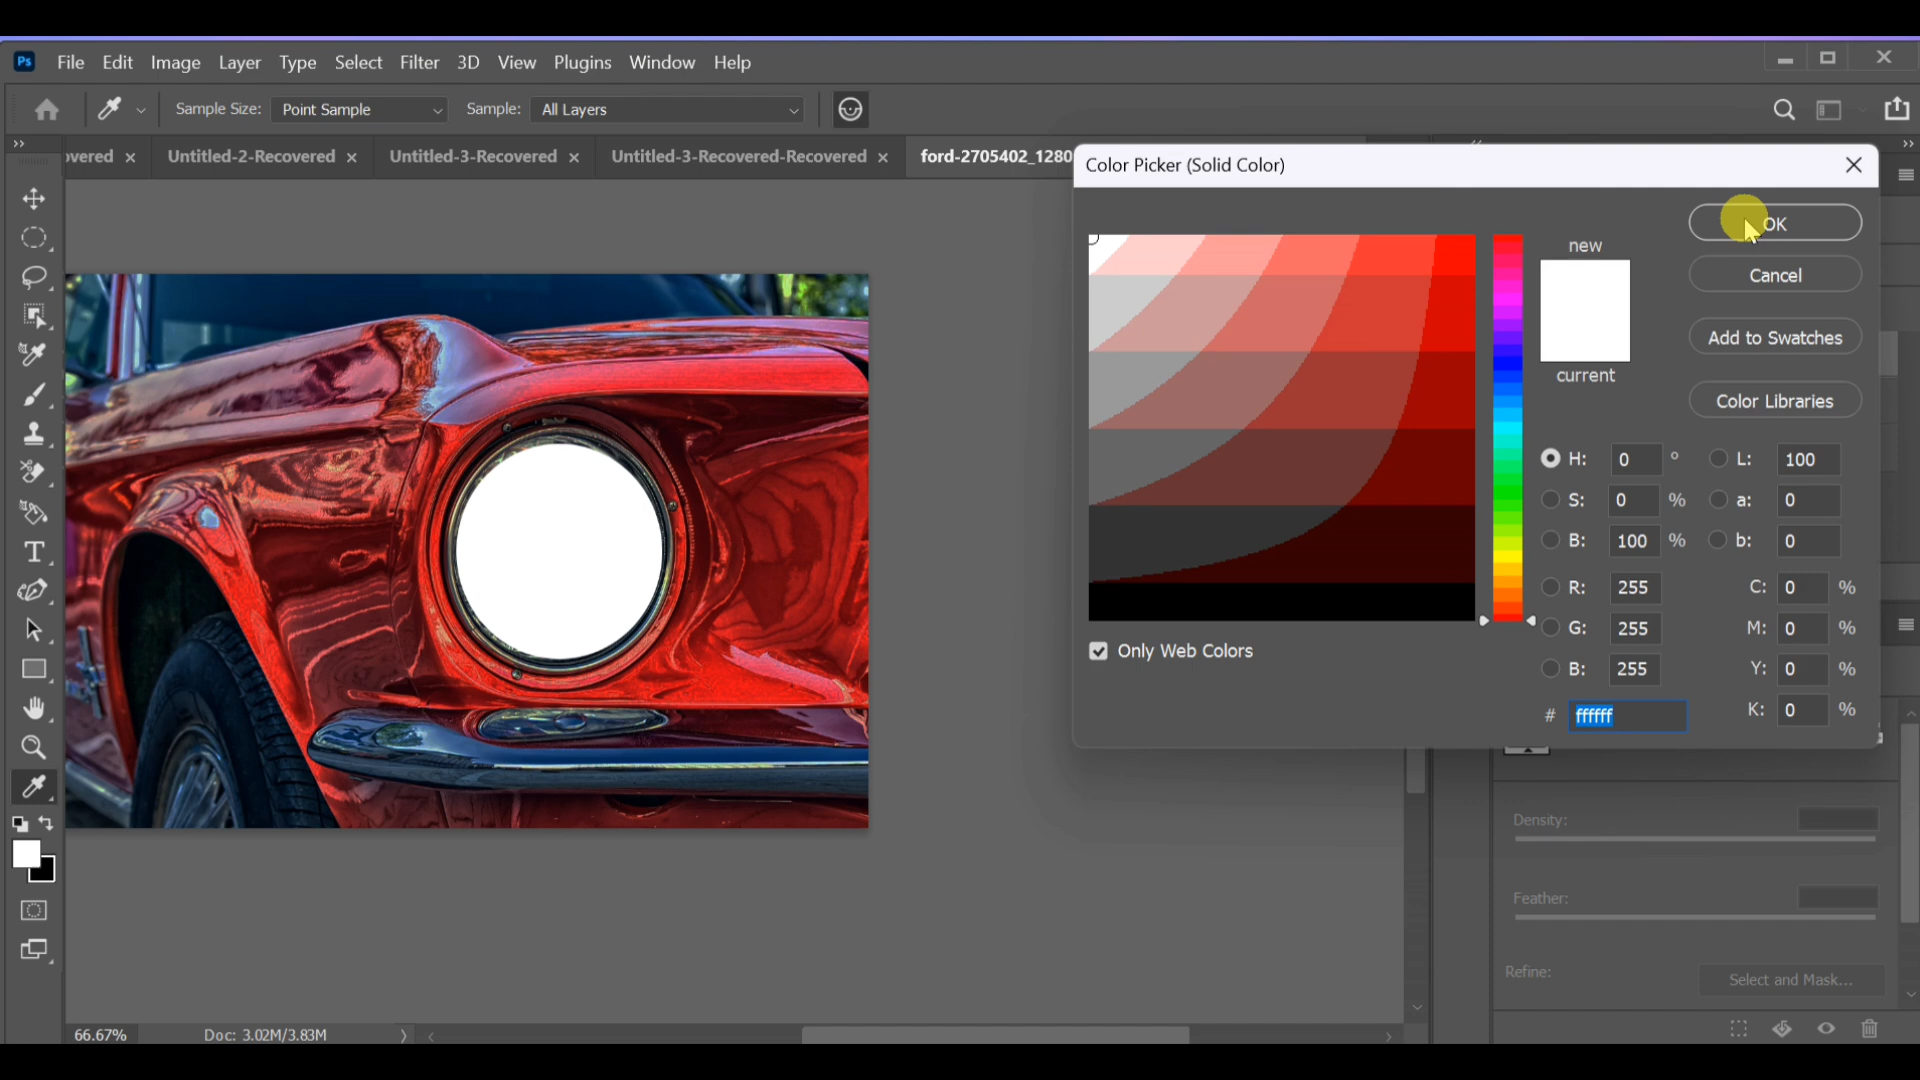 Ps File Edit Image Layer Type Select Filter 3D View Plugins Window Help
Sample Size: Point Sample Sample: All Layers
vered × Untitled-2-Recovered × Untitled-3-Recovered × Untitled-3-Recovered-Recovered × ford-2705402_1280
Color Picker (Solid Color)
OK
new
Cancel
Add to Swatches
current
Color Libraries
H: 0 ° L: 100
S: 0 % a: 0
B: 100 % b: 0
R: 255 C: 0 %
G: 255 M: 0 %
Only Web Colors
B: 255 Y: 0 %
# ffffff K: 0 %
Density:
Feather:
Refine: Select and Mask...
66.67% Doc: 3.02M/3.83M